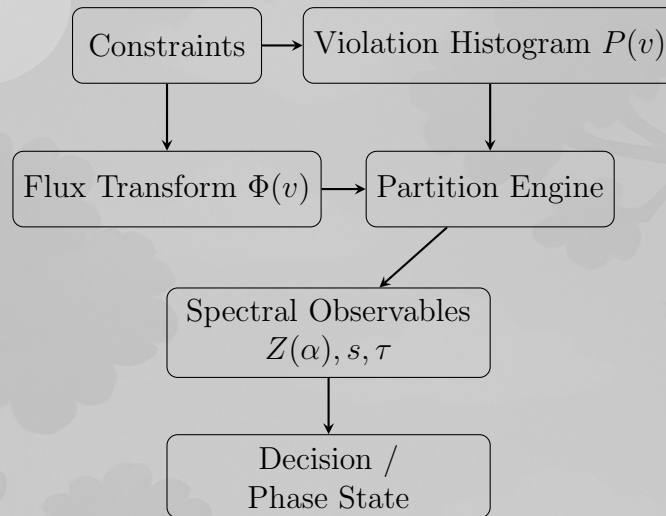 Constraints
Violation Histogram P(v)
Flux Transform Φ(v)
Partition Engine
Spectral Observables
Z(α), s, τ
Decision /
Phase State